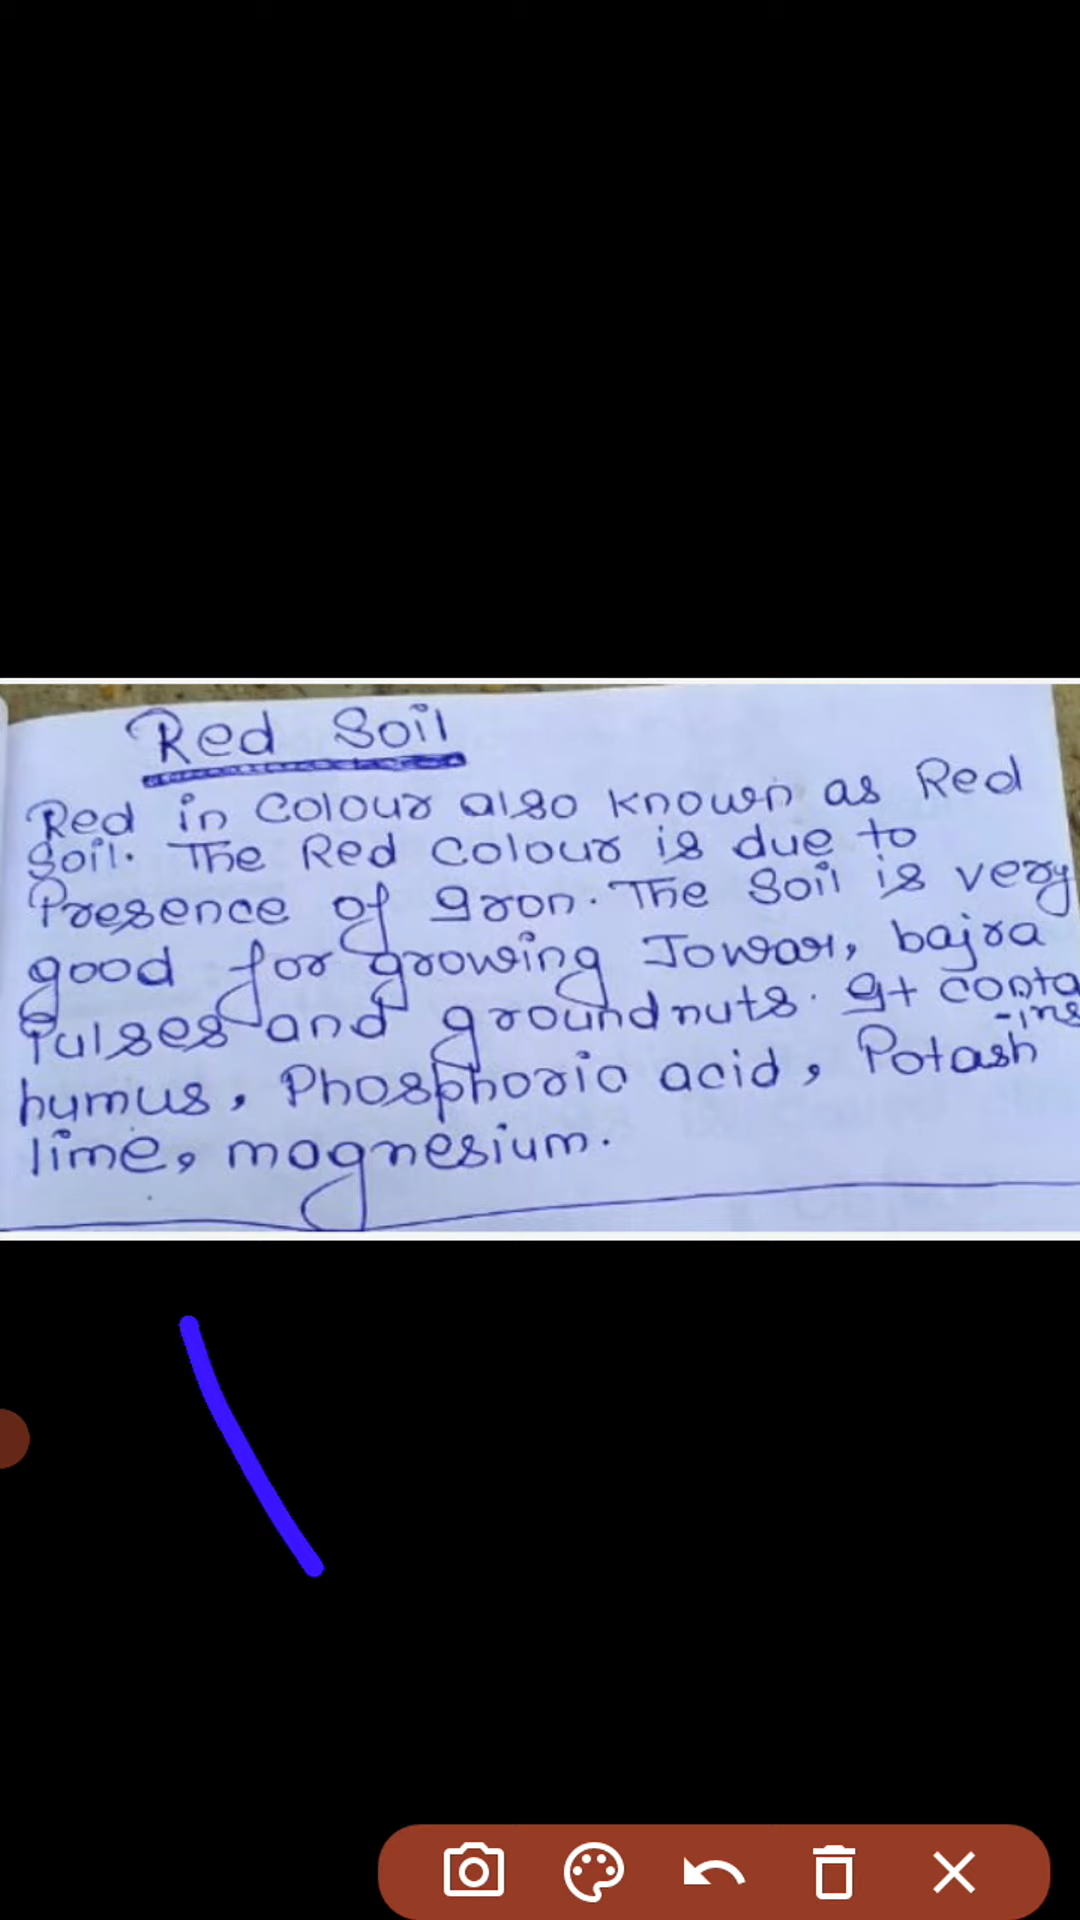 Red Soil
Red in Colour also known as Red
Soil. The Red Colour is due to
Presence of Iron. The Soil is very
good for growing Jowar, bajra
Pulses and groundnuts. It conta
-ins
humus, Phosphoric acid, Potash
lime, magnesium.